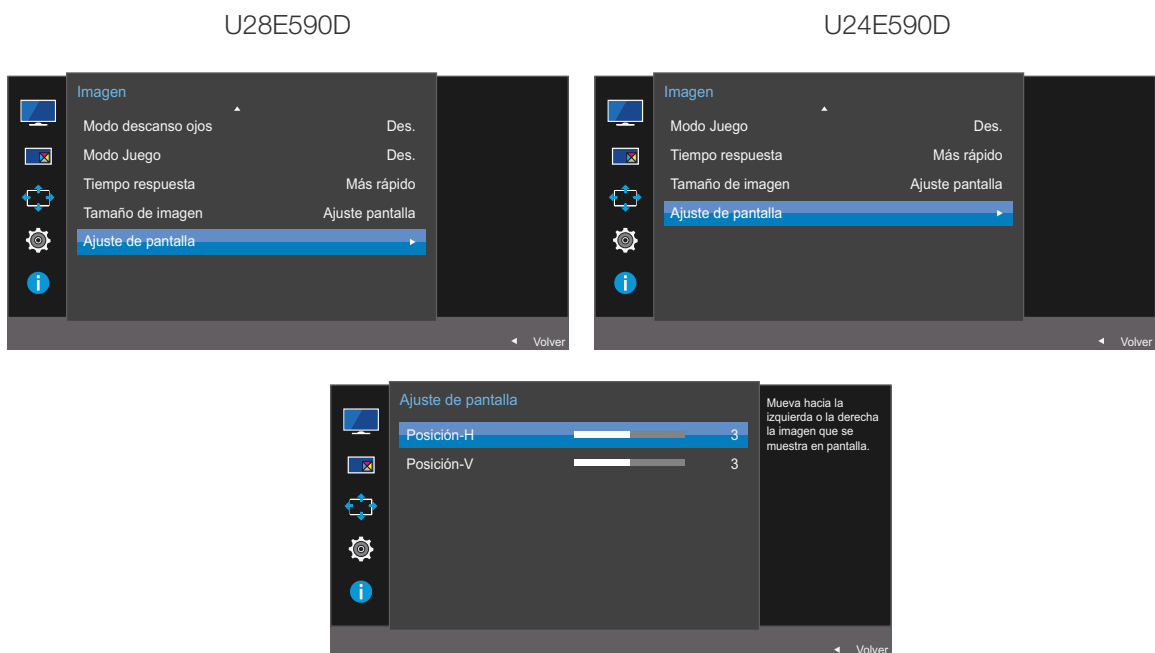 U28E590D
U24E590D
Imagen
Modo descanso ojos Des.
Modo Juego Des.
Tiempo respuesta Más rápido
Tamaño de imagen Ajuste pantalla
Ajuste de pantalla
Volver
Imagen
Modo Juego Des.
Tiempo respuesta Más rápido
Tamaño de imagen Ajuste pantalla
Ajuste de pantalla
Volver
Ajuste de pantalla
Posición-H 3
Posición-V 3
Mueva hacia la
izquierda o la derecha
la imagen que se
muestra en pantalla.
Volver